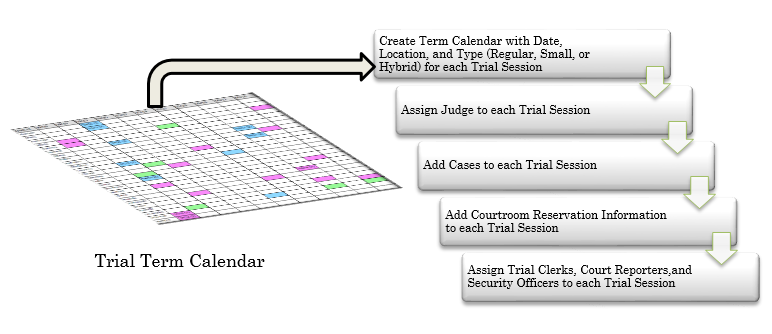 Create Term Calendar with Date,
Location, and Type (Regular, Small, or
Hybrid) for each Trial Session
Assign Judge to each Trial Session
Add Cases to each Trial Session
Add Courtroom Reservation Information
to each Trial Session
Assign Trial Clerks, Court Reporters,and
Security Officers to each Trial Session
Trial Term Calendar